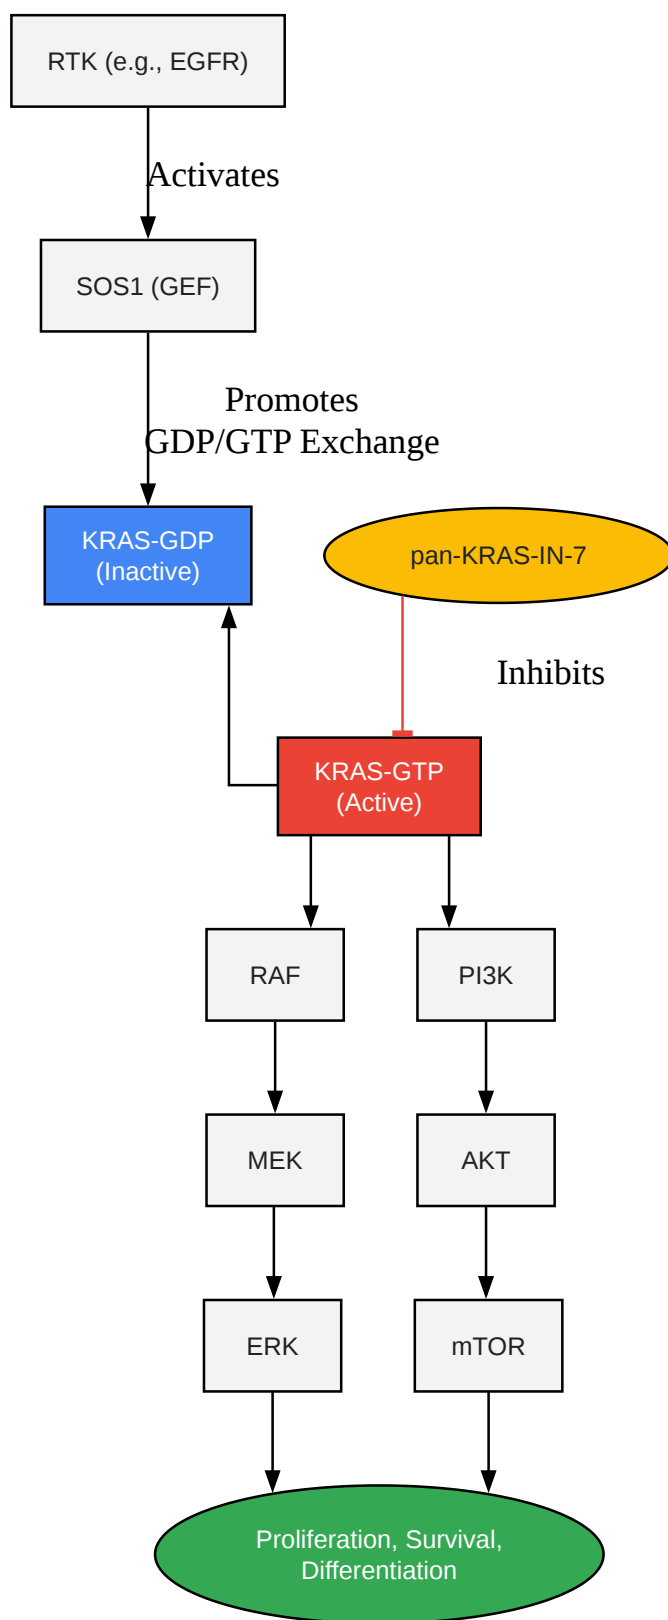 RTK (e.g., EGFR)
Activates
SOS1 (GEF)
Promotes
GDP/GTP Exchange
KRAS-GDP
(Inactive)
pan-KRAS-IN-7
Inhibits
KRAS-GTP
(Active)
RAF
PI3K
MEK
AKT
ERK
mTOR
Proliferation, Survival,
Differentiation